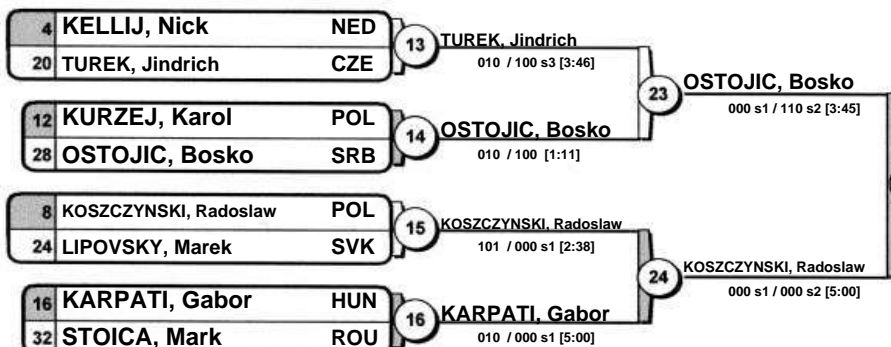 4 KELLIJ, Nick NED
20 TUREK, Jindrich CZE
13
TUREK, Jindrich
010 / 100 s3 [3:46]
12 KURZEJ, Karol POL
28 OSTOJIC, Bosko SRB
14
OSTOJIC, Bosko
010 / 100 [1:11]
23
OSTOJIC, Bosko
000 s1 / 110 s2 [3:45]
8 KOSZCZYNSKI, Radoslaw POL
24 LIPOVSKY, Marek SVK
15
KOSZCZYNSKI, Radoslaw
101 / 000 s1 [2:38]
16 KARPATI, Gabor HUN
32 STOICA, Mark ROU
16
KARPATI, Gabor
010 / 000 s1 [5:00]
24
KOSZCZYNSKI, Radoslaw
000 s1 / 000 s2 [5:00]